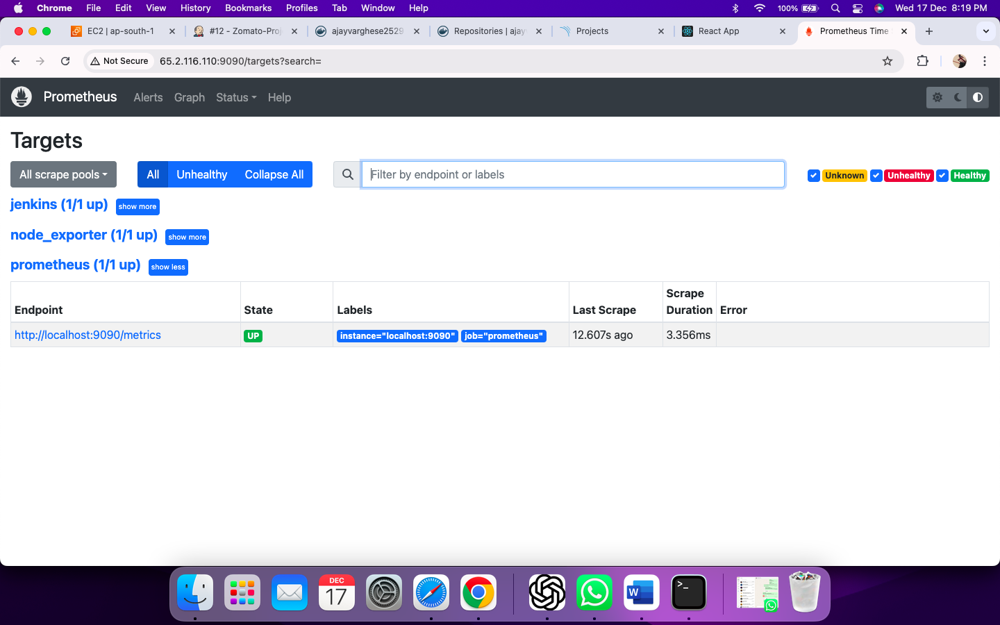 Chrome File Edit View History Bookmarks Profiles Tab Window Help 100% Wed 17 Dec 8:19 PM
EC2 | ap-south-1 #12 - Zomato-Proj ajayvarghese2529 Repositories | ajay Projects React App Prometheus Time
Not Secure 65.2.116.110:9090/targets?search=
Prometheus Alerts Graph Status Help
Targets
All scrape pools All Unhealthy Collapse All Filter by endpoint or labels Unknown Unhealthy Healthy
jenkins (1/1 up) show more
node_exporter (1/1 up) show more
prometheus (1/1 up) show less
Endpoint State Labels Last Scrape Scrape Duration Error
http://localhost:9090/metrics UP instance="localhost:9090" job="prometheus" 12.607s ago 3.356ms
DEC
17
>_
W